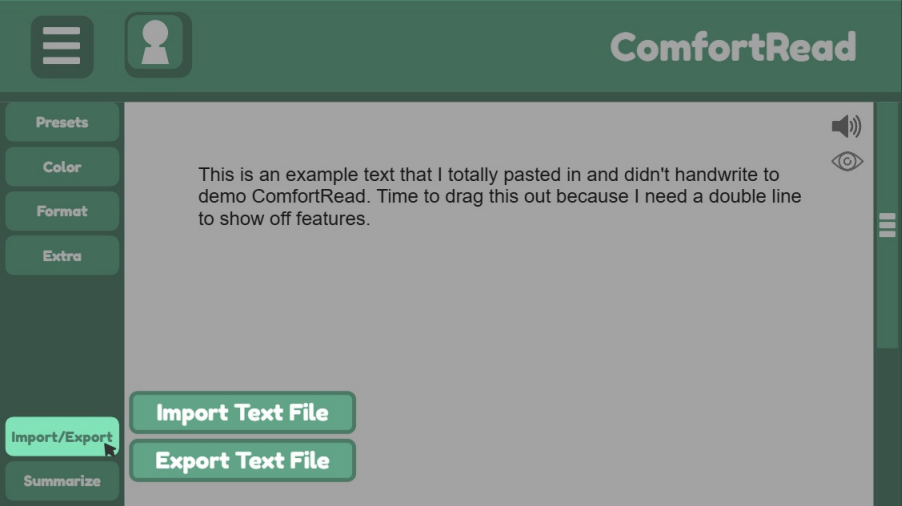 ComfortRead
Presets
Color
Format
Extra
This is an example text that I totally pasted in and didn't handwrite to
demo ComfortRead. Time to drag this out because I need a double line
to show off features.
Import/Export
Import Text File
Export Text File
Summarize